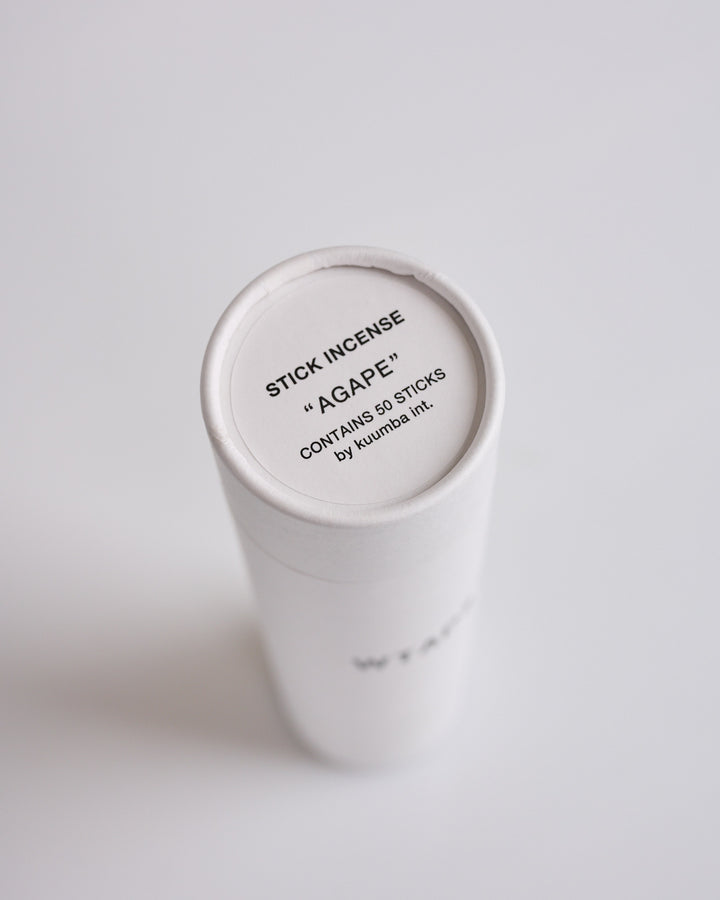 STICK INCENSE
“AGAPE”
CONTAINS 50 STICKS
by kuumba int.